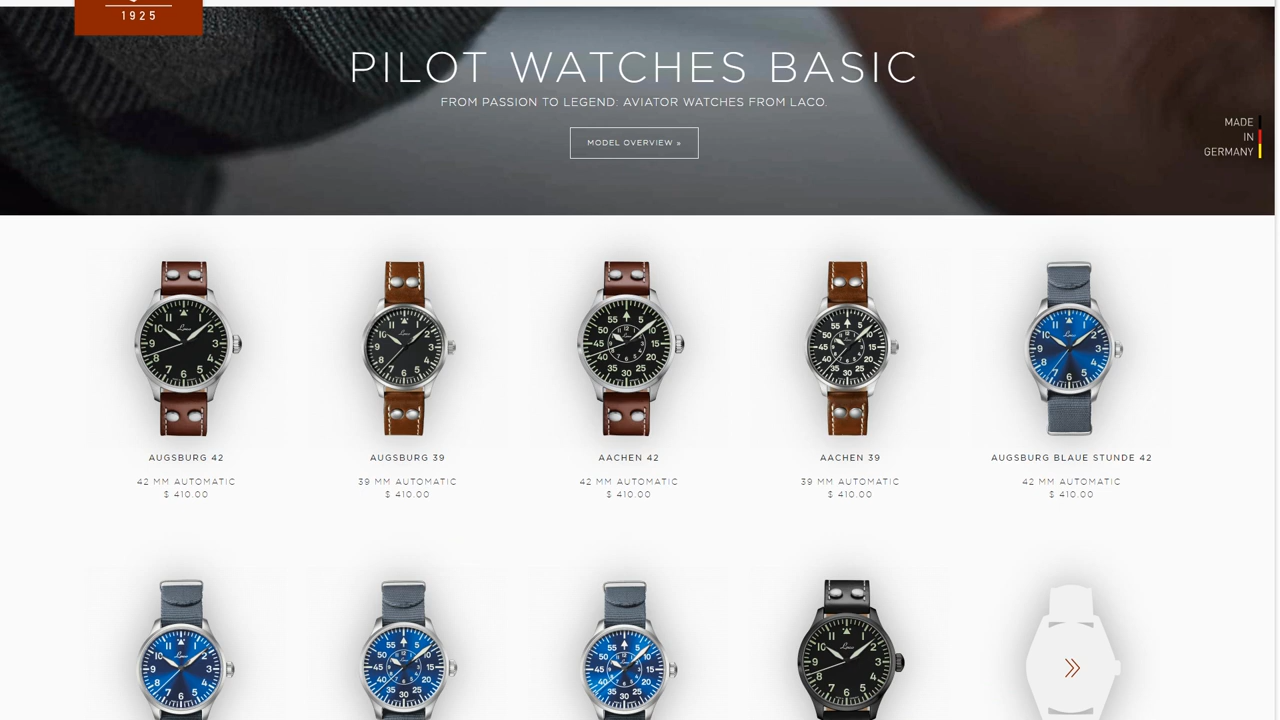 1925
PILOT WATCHES BASIC
FROM PASSION TO LEGEND: AVIATOR WATCHES FROM LACO.
MODEL OVERVIEW »
MADE
IN
GERMANY
AUGSBURG 42
42 MM AUTOMATIC
$ 410.00
AUGSBURG 39
39 MM AUTOMATIC
$ 410.00
AACHEN 42
42 MM AUTOMATIC
$ 410.00
AACHEN 39
39 MM AUTOMATIC
$ 410.00
AUGSBURG BLAUE STUNDE 42
42 MM AUTOMATIC
$ 410.00